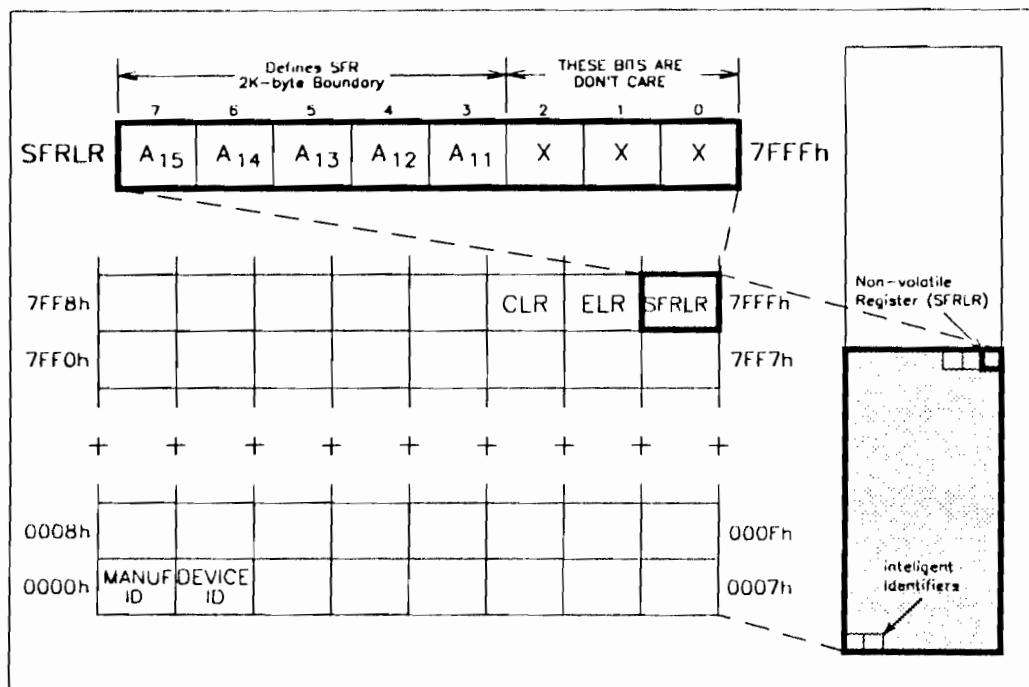 Defines SFR
2K-byte Boundary
THESE BITS ARE
DON'T CARE
7 6 5 4 3 2 1 0
SFRLR A15 A14 A13 A12 A11 X X X 7FFFh
7FF8h CLR ELR SFRLR 7FFFh
7FF0h 7FF7h
Non-volatile
Register (SFRLR)
+ + + + + + + + +
0008h 000Fh
0000h MANUF ID DEVICE ID 0007h
inteligent
Identifiers